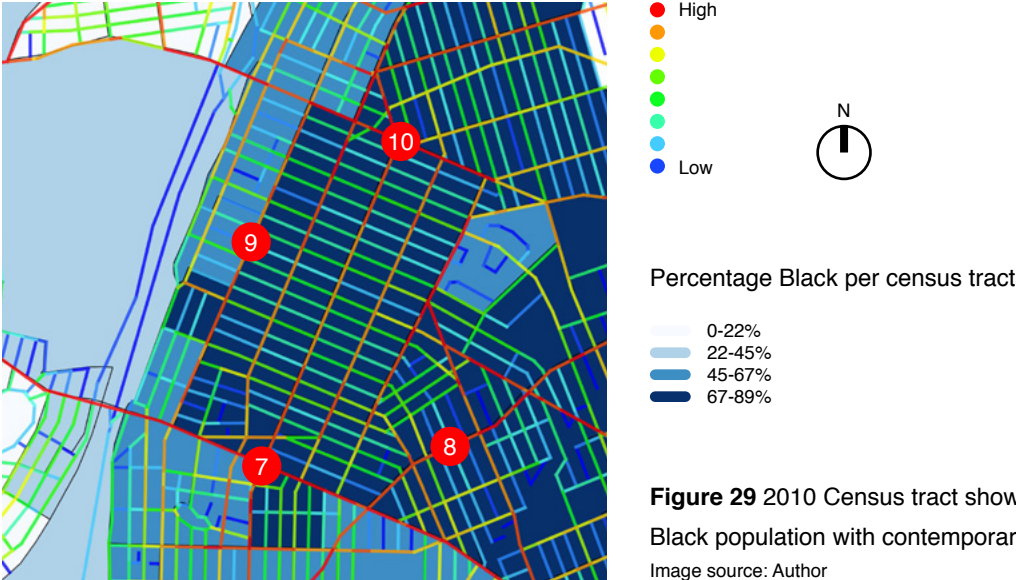 High
Low
N
10
9
8
7
Percentage Black per census tract
0-22%
22-45%
45-67%
67-89%
Figure 29 2010 Census tract show
Black population with contemporar
Image source: Author